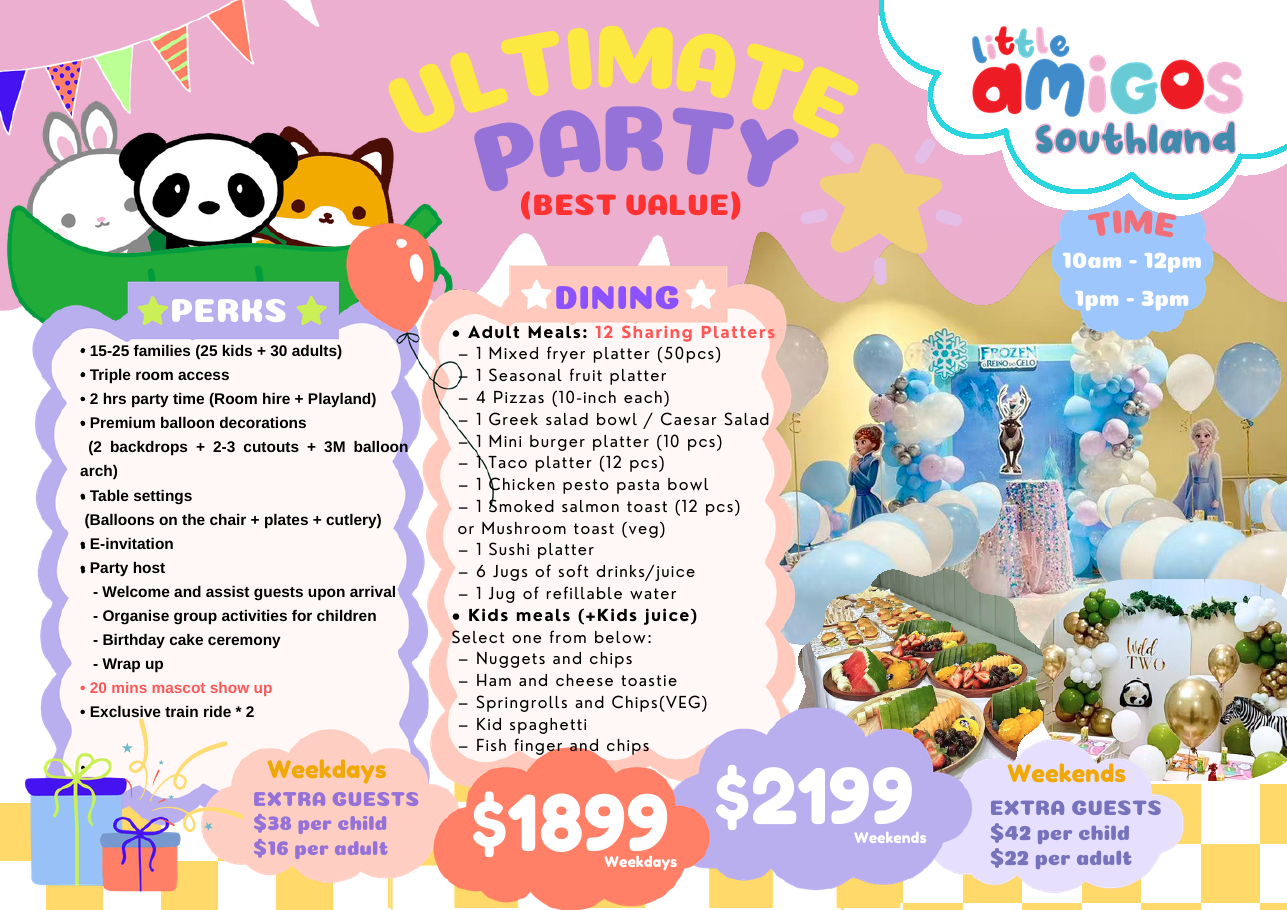 ULTIMATE
PARTY
(BEST VALUE)
little
amigos
Southland
TIME
10am - 12pm
1pm - 3pm
PERKS
• 15-25 families (25 kids + 30 adults)
• Triple room access
• 2 hrs party time (Room hire + Playland)
• Premium balloon decorations
(2 backdrops + 2-3 cutouts + 3M balloon
arch)
• Table settings
(Balloons on the chair + plates + cutlery)
• E-invitation
• Party host
- Welcome and assist guests upon arrival
- Organise group activities for children
- Birthday cake ceremony
- Wrap up
• 20 mins mascot show up
• Exclusive train ride * 2
DINING
• Adult Meals: 12 Sharing Platters
– 1 Mixed fryer platter (50pcs)
– 1 Seasonal fruit platter
– 4 Pizzas (10-inch each)
– 1 Greek salad bowl / Caesar Salad
– 1 Mini burger platter (10 pcs)
– 1 Taco platter (12 pcs)
– 1 Chicken pesto pasta bowl
– 1 Smoked salmon toast (12 pcs)
or Mushroom toast (veg)
– 1 Sushi platter
– 6 Jugs of soft drinks/juice
– 1 Jug of refillable water
• Kids meals (+Kids juice)
Select one from below:
– Nuggets and chips
– Ham and cheese toastie
– Springrolls and Chips(VEG)
– Kid spaghetti
– Fish finger and chips
FROZEN
O REINO DO GELO
Wild
TWO
Weekdays
EXTRA GUESTS
$38 per child
$16 per adult
$1899
Weekdays
$2199
Weekends
Weekends
EXTRA GUESTS
$42 per child
$22 per adult